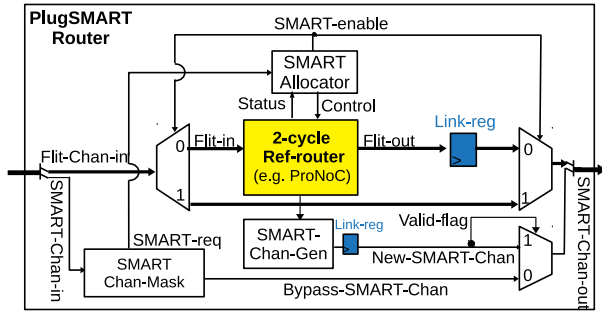 PlugSMART
Router
SMART-enable
SMART
Allocator
Status
Control
Flit-Chan-in
0
1
Flit-in
2-cycle
Ref-router
(e.g. ProNoC)
Flit-out
Link-reg
>
0
1
SMART-Chan-in
SMART-req
SMART
Chan-Mask
SMART-
Chan-Gen
Link-reg
>
Valid-flag
New-SMART-Chan
Bypass-SMART-Chan
1
0
SMART-Chan-out